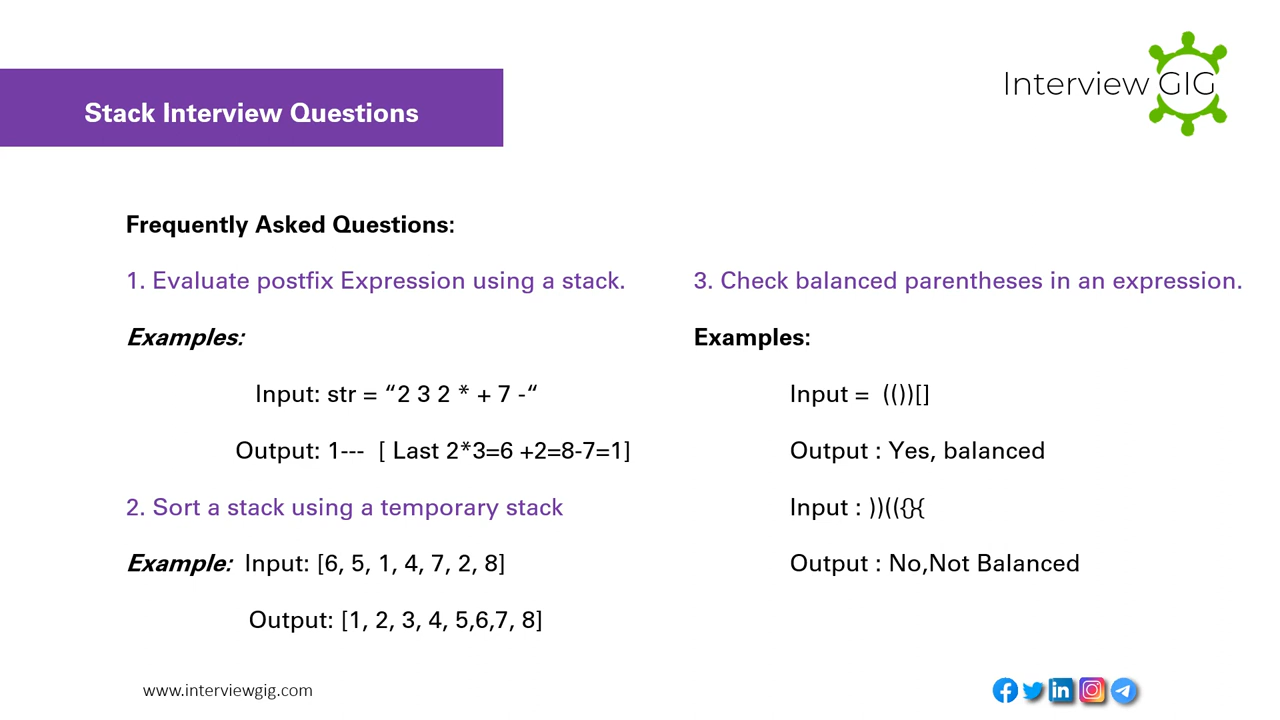 Interview GIG
Stack Interview Questions
Frequently Asked Questions:
1. Evaluate postfix Expression using a stack.
Examples:
Input: str = “2 3 2 * + 7 -“
Output: 1--- [ Last 2*3=6 +2=8-7=1]
2. Sort a stack using a temporary stack
Example: Input: [6, 5, 1, 4, 7, 2, 8]
Output: [1, 2, 3, 4, 5,6,7, 8]
3. Check balanced parentheses in an expression.
Examples:
Input = (())[]
Output : Yes, balanced
Input : ))(({}{
Output : No,Not Balanced
www.interviewgig.com